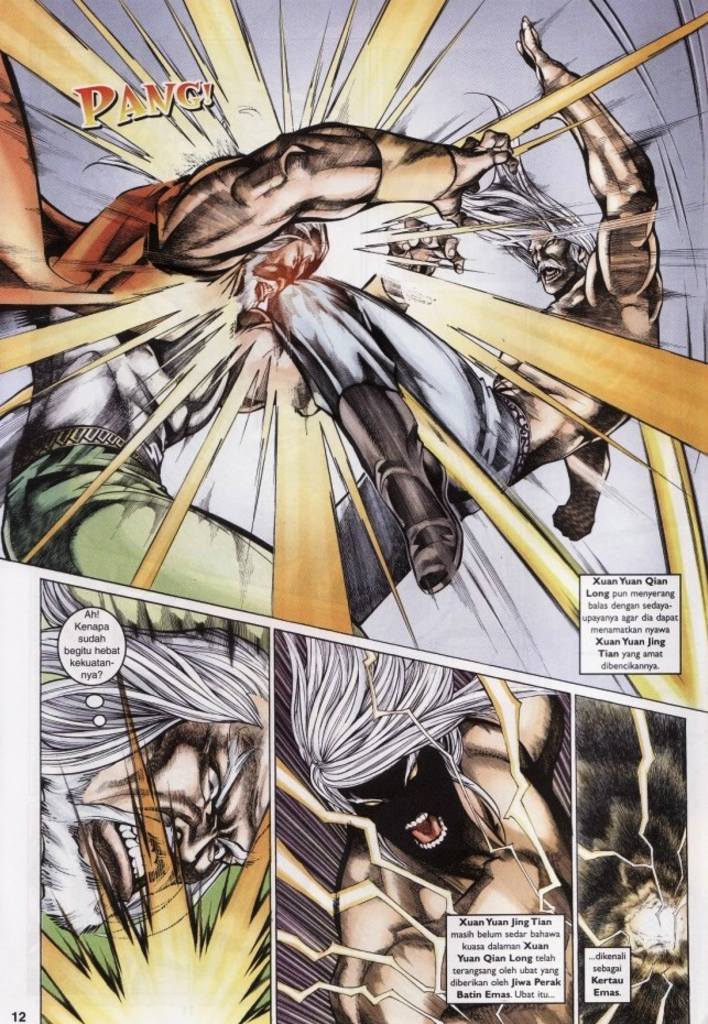 PANG!
Xuan Yuan Qian
Long pun menyerang
balas dengan sedaya-
upayanya agar dia dapat
menamatkan nyawa
Xuan Yuan Jing
Tian yang amat
dibencikannya.
Ah!
Kenapa
sudah
begitu hebat
kekuatan-
nya?
Xuan Yuan Jing Tian
masih belum sedar bahawa
kuasa dalaman Xuan
Yuan Qian Long telah
terangsang oleh ubat yang
diberikan oleh Jiwa Perak
Batin Emas. Ubat itu...
...dikenali
sebagai
Kertau
Emas.
12